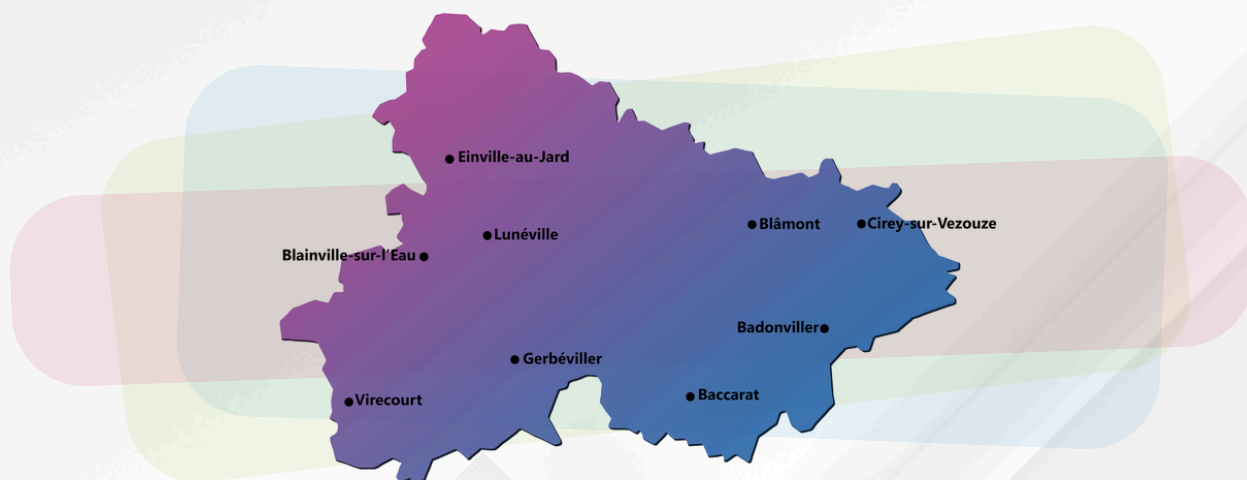 Einville-au-Jard
Lunéville
Blâmont
Cirey-sur-Vezouze
Blainville-sur-l'Eau
Badonviller
Gerbéviller
Baccarat
Virecourt